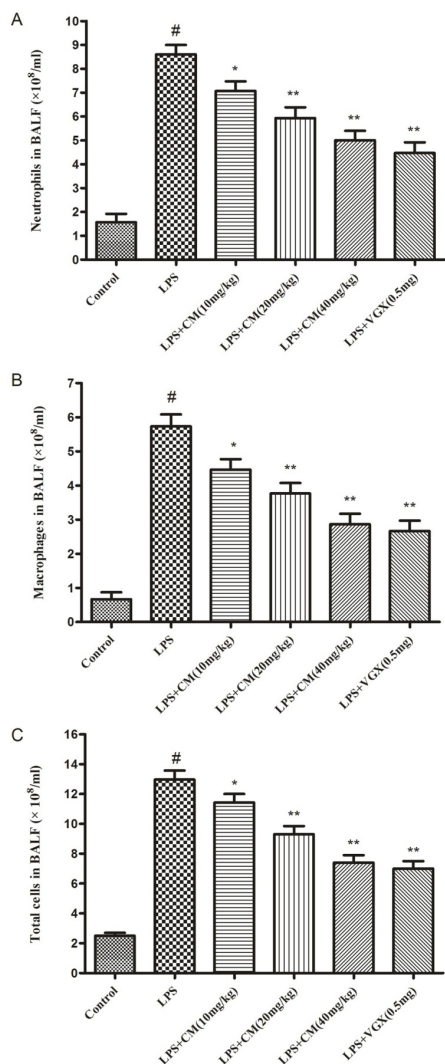 A
Neutrophils in BALF (×10⁸/ml)
10
9
8
7
6
5
4
3
2
1
0
#
*
**
**
**
Control
LPS
LPS+CM(10mg/kg)
LPS+CM(20mg/kg)
LPS+CM(40mg/kg)
LPS+VGX(0.5mg)
B
Macrophages in BALF (×10⁸/ml)
7
6
5
4
3
2
1
0
#
*
**
**
**
Control
LPS
LPS+CM(10mg/kg)
LPS+CM(20mg/kg)
LPS+CM(40mg/kg)
LPS+VGX(0.5mg)
C
Total cells in BALF (× 10⁸/ml)
16
14
12
10
8
6
4
2
0
#
*
**
**
**
Control
LPS
LPS+CM(10mg/kg)
LPS+CM(20mg/kg)
LPS+CM(40mg/kg)
LPS+VGX(0.5mg)